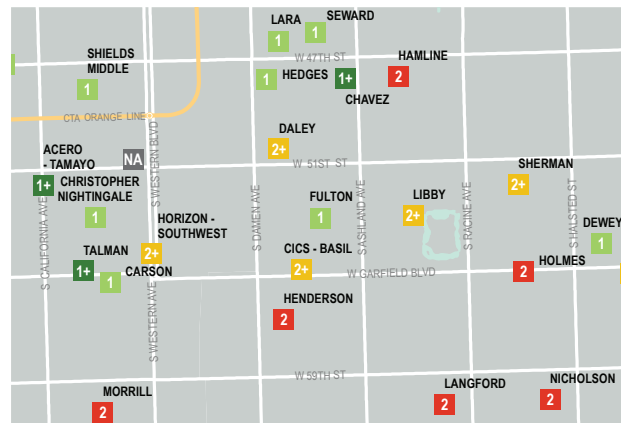 LARA
SEWARD
1
1
W 47TH ST
SHIELDS
MIDDLE
1
HEDGES
1
1+
CHAVEZ
HAMLINE
2
CTA ORANGE LINE
DALEY
2+
ACERO
- TAMAYO
1+
NA
W 51ST ST
SHERMAN
2+
CHRISTOPHER
NIGHTINGALE
1
HORIZON -
SOUTHWEST
2+
FULTON
1
LIBBY
2+
DEWEY
1
TALMAN
1+
CARSON
1
CICS - BASIL
2+
W GARFIELD BLVD
HOLMES
2
HENDERSON
2
W 59TH ST
MORRILL
2
LANGFORD
2
NICHOLSON
2
S CALIFORNIA AVE
S WESTERN BLVD
S WESTERN AVE
S DAMEN AVE
S ASHLAND AVE
S RACINE AVE
S HALSTED ST